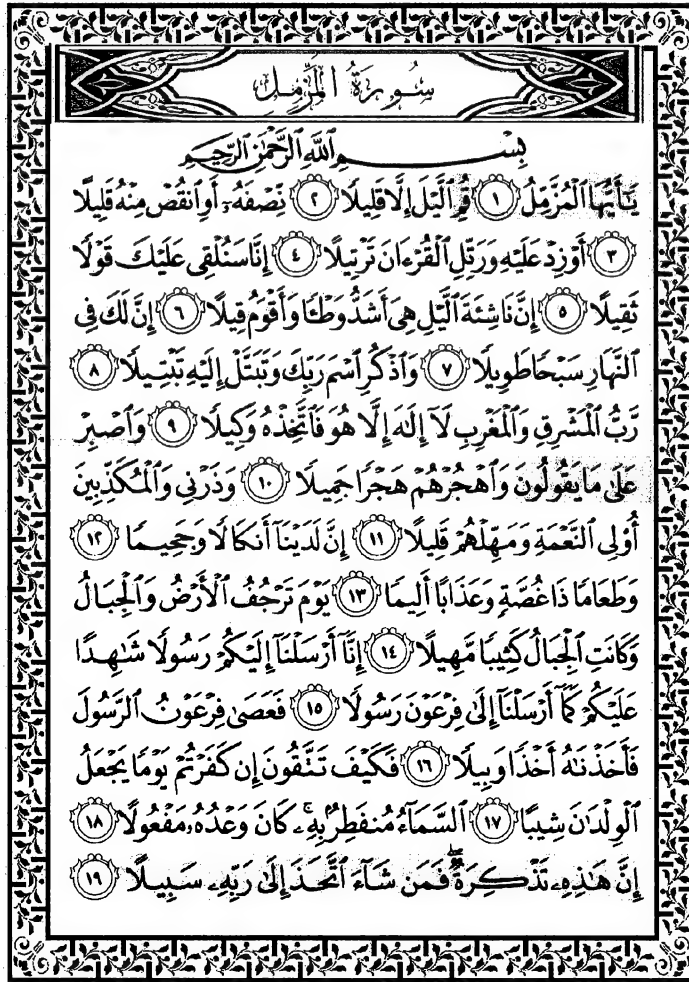 سُورَةُ المُزَّمِّل
بِسْمِ ٱللَّهِ ٱلرَّحْمَٰنِ ٱلرَّحِيمِ
يَٰٓأَيُّهَا ٱلْمُزَّمِّلُ ١ قُمِ ٱلَّيْلَ إِلَّا قَلِيلًا ٢ نِّصْفَهُۥٓ أَوِ ٱنقُصْ مِنْهُ قَلِيلًا
٣ أَوْ زِدْ عَلَيْهِ وَرَتِّلِ ٱلْقُرْءَانَ تَرْتِيلًا ٤ إِنَّا سَنُلْقِى عَلَيْكَ قَوْلًا
ثَقِيلًا ٥ إِنَّ نَاشِئَةَ ٱلَّيْلِ هِىَ أَشَدُّ وَطْـًٔا وَأَقْوَمُ قِيلًا ٦ إِنَّ لَكَ فِى
ٱلنَّهَارِ سَبْحًا طَوِيلًا ٧ وَٱذْكُرِ ٱسْمَ رَبِّكَ وَتَبَتَّلْ إِلَيْهِ تَبْتِيلًا ٨
رَّبُّ ٱلْمَشْرِقِ وَٱلْمَغْرِبِ لَآ إِلَٰهَ إِلَّا هُوَ فَٱتَّخِذْهُ وَكِيلًا ٩ وَٱصْبِرْ
عَلَىٰ مَا يَقُولُونَ وَٱهْجُرْهُمْ هَجْرًا جَمِيلًا ١٠ وَذَرْنِى وَٱلْمُكَذِّبِينَ
أُو۟لِى ٱلنَّعْمَةِ وَمَهِّلْهُمْ قَلِيلًا ١١ إِنَّ لَدَيْنَآ أَنكَالًا وَجَحِيمًا ١٢
وَطَعَامًا ذَا غُصَّةٍ وَعَذَابًا أَلِيمًا ١٣ يَوْمَ تَرْجُفُ ٱلْأَرْضُ وَٱلْجِبَالُ
وَكَانَتِ ٱلْجِبَالُ كَثِيبًا مَّهِيلًا ١٤ إِنَّآ أَرْسَلْنَآ إِلَيْكُمْ رَسُولًا شَٰهِدًا
عَلَيْكُمْ كَمَآ أَرْسَلْنَآ إِلَىٰ فِرْعَوْنَ رَسُولًا ١٥ فَعَصَىٰ فِرْعَوْنُ ٱلرَّسُولَ
فَأَخَذْنَٰهُ أَخْذًا وَبِيلًا ١٦ فَكَيْفَ تَتَّقُونَ إِن كَفَرْتُمْ يَوْمًا يَجْعَلُ
ٱلْوِلْدَٰنَ شِيبًا ١٧ ٱلسَّمَآءُ مُنفَطِرٌۢ بِهِۦ ۚ كَانَ وَعْدُهُۥ مَفْعُولًا ١٨
إِنَّ هَٰذِهِۦ تَذْكِرَةٌ ۖ فَمَن شَآءَ ٱتَّخَذَ إِلَىٰ رَبِّهِۦ سَبِيلًا ١٩